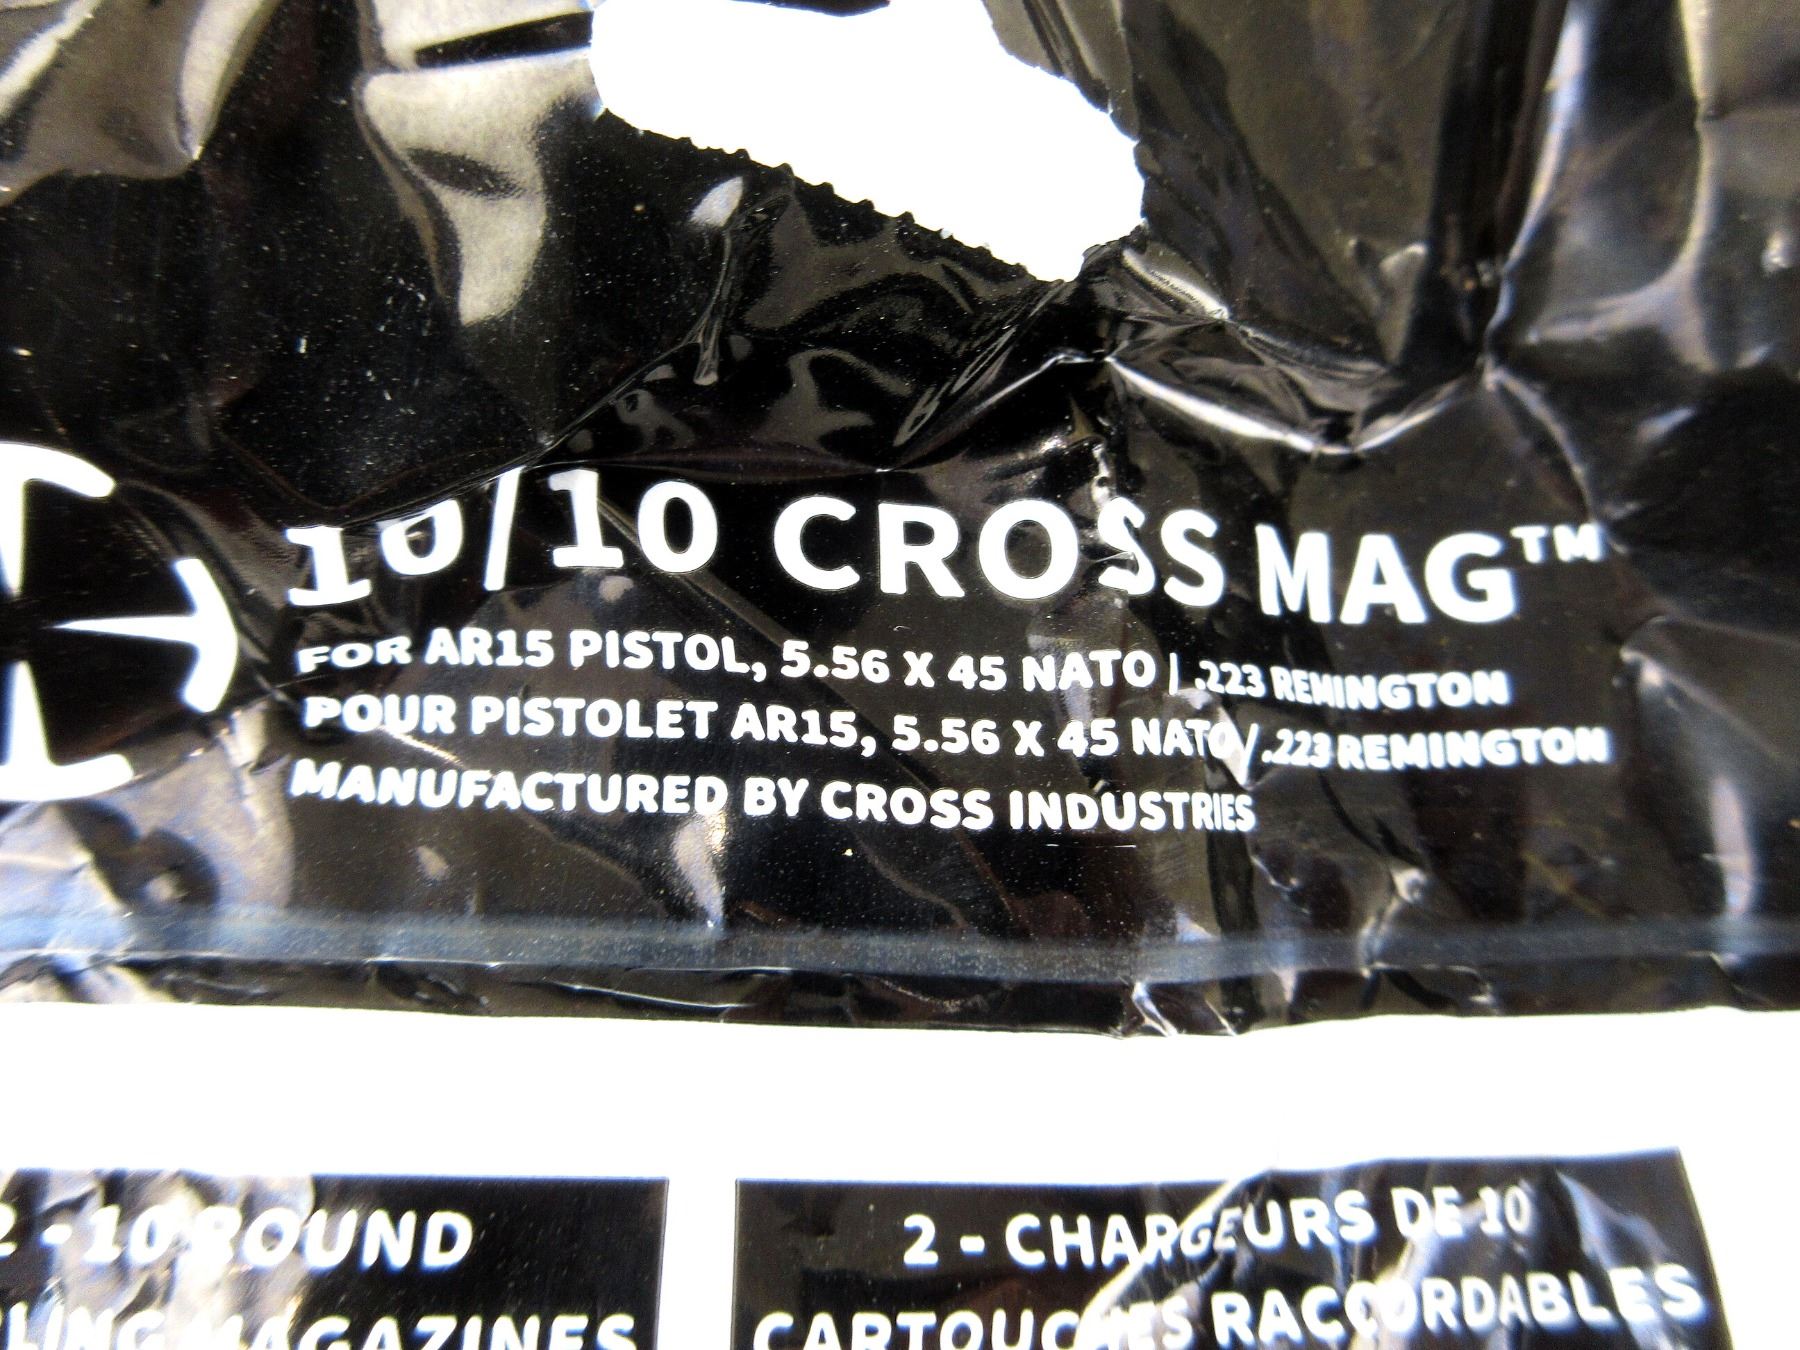 10/10 CROSS MAG™
FOR AR15 PISTOL, 5.56 X 45 NATO / .223 REMINGTON
POUR PISTOLET AR15, 5.56 X 45 NATO / .223 REMINGTON
MANUFACTURED BY CROSS INDUSTRIES
2 - 10 ROUND
MAGAZINES
2 - CHARGEURS DE 10
CARTOUCHES RACCORDABLES